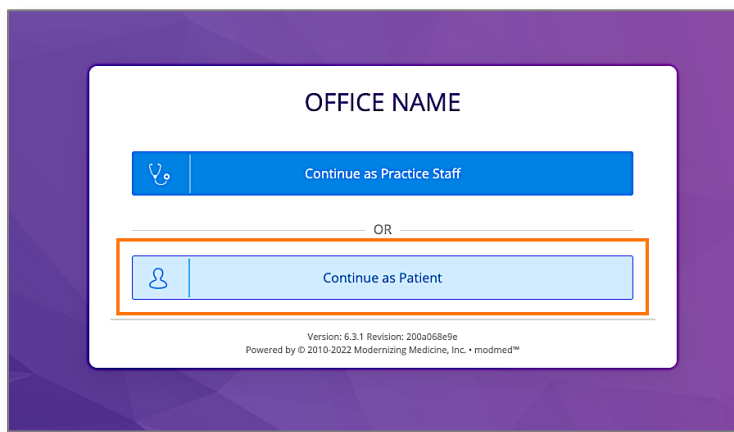 OFFICE NAME
Continue as Practice Staff
OR
Continue as Patient
Version: 6.3.1 Revision: 200a068e9e
Powered by © 2010-2022 Modernizing Medicine, Inc. • modmed™